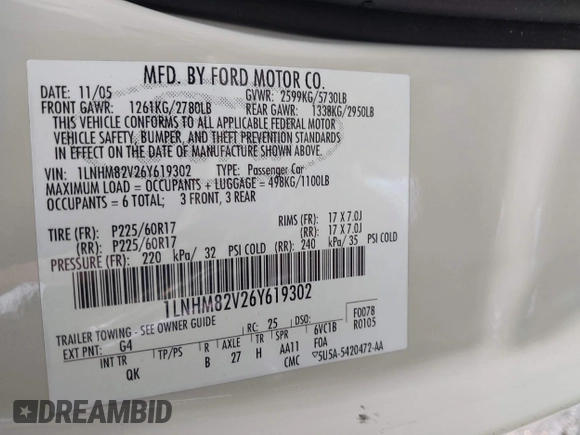 MFD. BY FORD MOTOR CO.
DATE: 11/05 GVWR: 2599KG/5730LB
FRONT GAWR: 1261KG/2780LB REAR GAWR: 1338KG/2950LB
THIS VEHICLE CONFORMS TO ALL APPLICABLE FEDERAL MOTOR
VEHICLE SAFETY, BUMPER, AND THEFT PREVENTION STANDARDS
IN EFFECT ON THE DATE OF MANUFACTURE SHOWN ABOVE.
VIN: 1LNHM82V26Y619302 TYPE: Passenger Car
MAXIMUM LOAD = OCCUPANTS + LUGGAGE = 498KG/1100LB
OCCUPANTS = 6 TOTAL; 3 FRONT, 3 REAR
TIRE (FR): P225/60R17 RIMS (FR): 17 X 7.0J
(RR): P225/60R17 (RR): 17 X 7.0J
PRESSURE (FR): 220 kPa/ 32 PSI COLD (RR): 240 kPa/ 35 PSI COLD
1LNHM82V26Y619302
TRAILER TOWING - SEE OWNER GUIDE
EXT PNT: G4 RC: 25 DSO: F0078
R0105
INT TR TP/PS R AXLE TR SPR 6VC1B
QK B 27 H AA11 F0A
CMC 5U5A-5420472-AA
DREAMBID